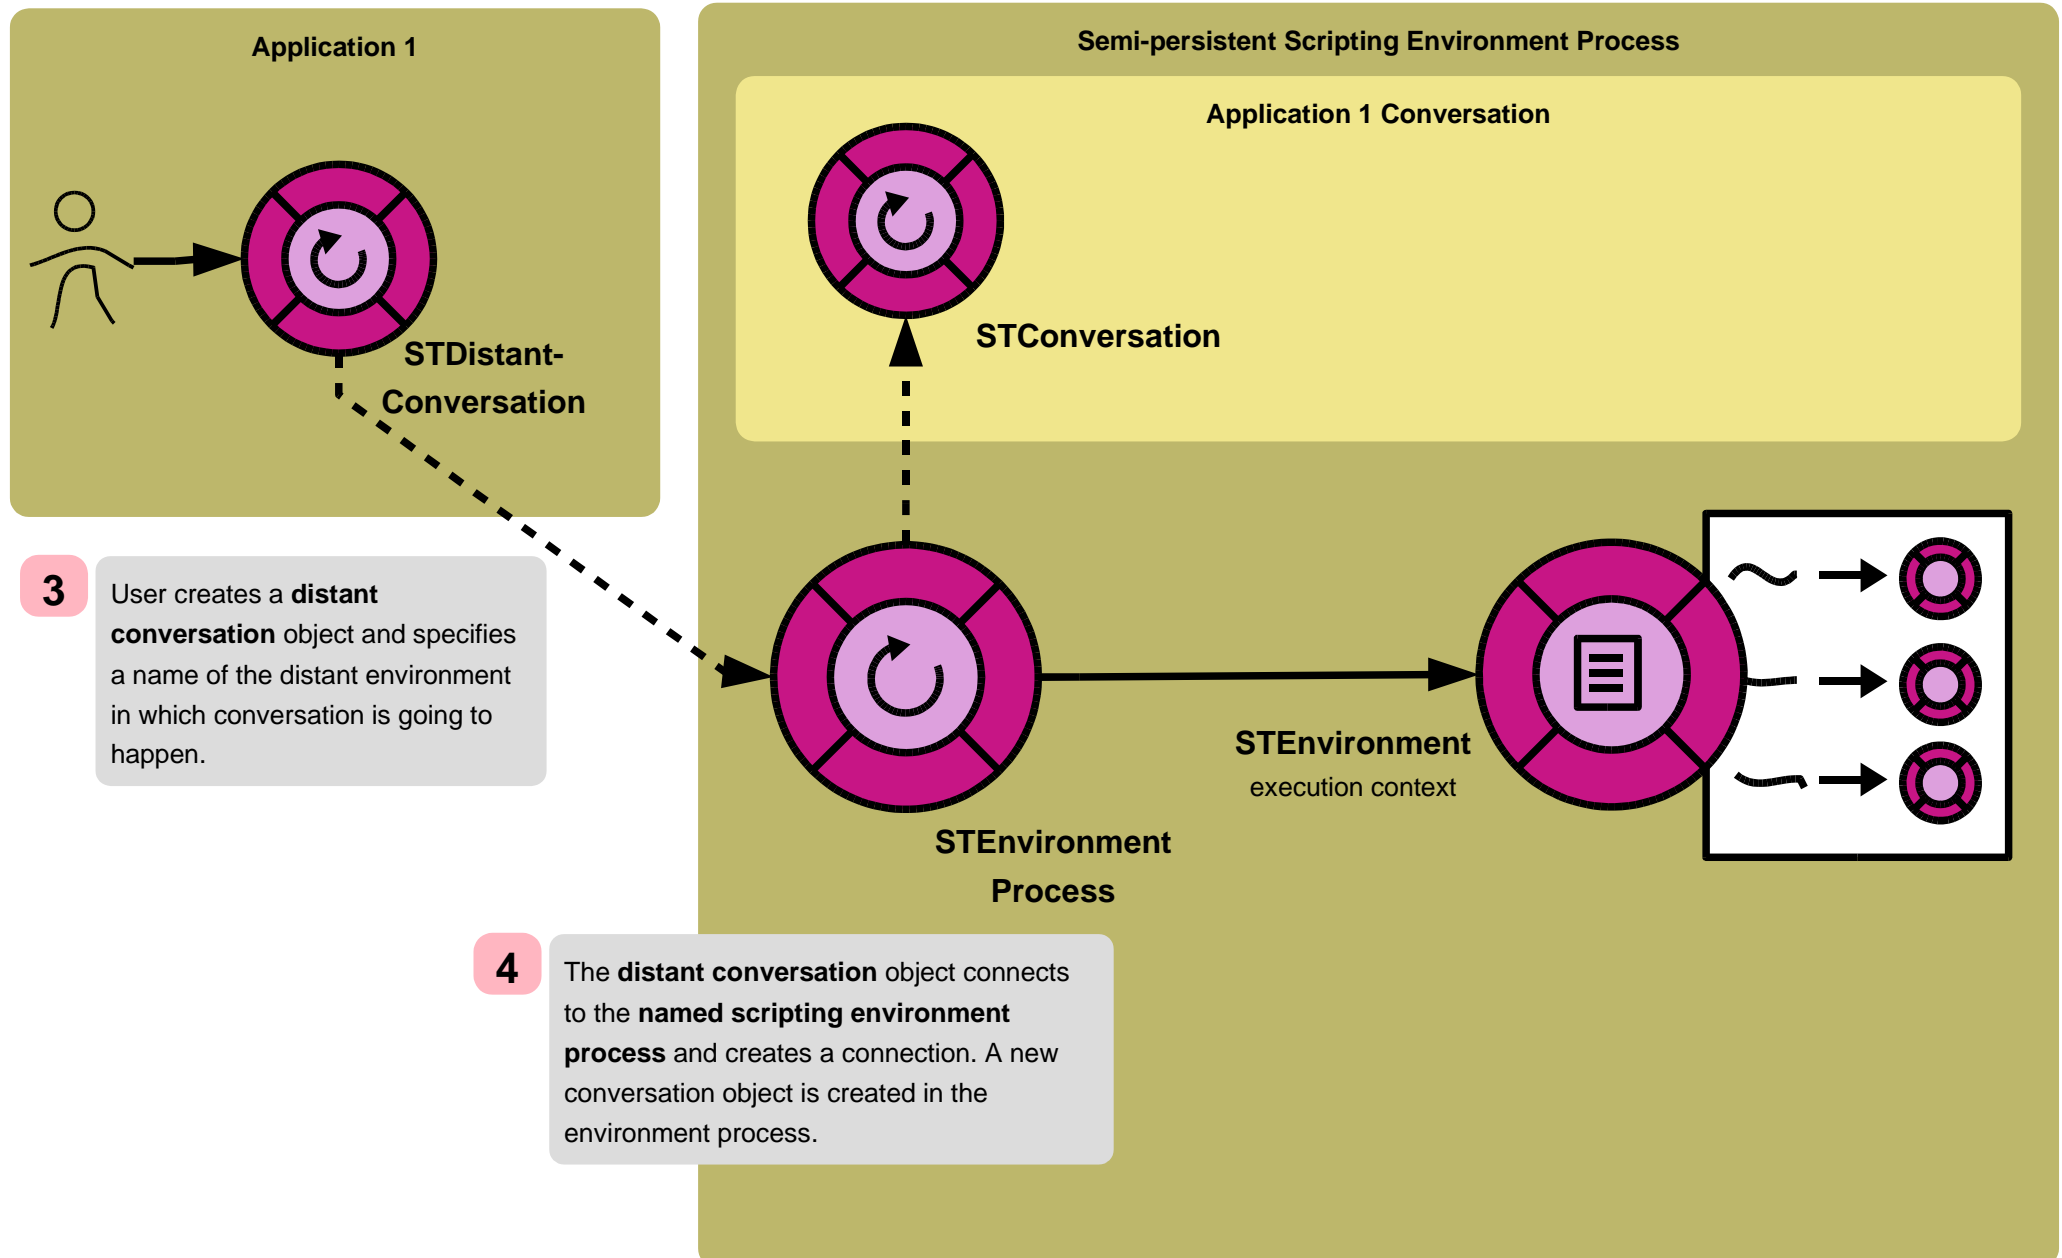 Application 1
Semi-persistent Scripting Environment Process
Application 1 Conversation
STConversation
STDistant-
Conversation
3
User creates a distant
conversation object and specifies
a name of the distant environment
in which conversation is going to
happen.
STEnvironment
execution context
STEnvironment
Process
4
The distant conversation object connects
to the named scripting environment
process and creates a connection. A new
conversation object is created in the
environment process.